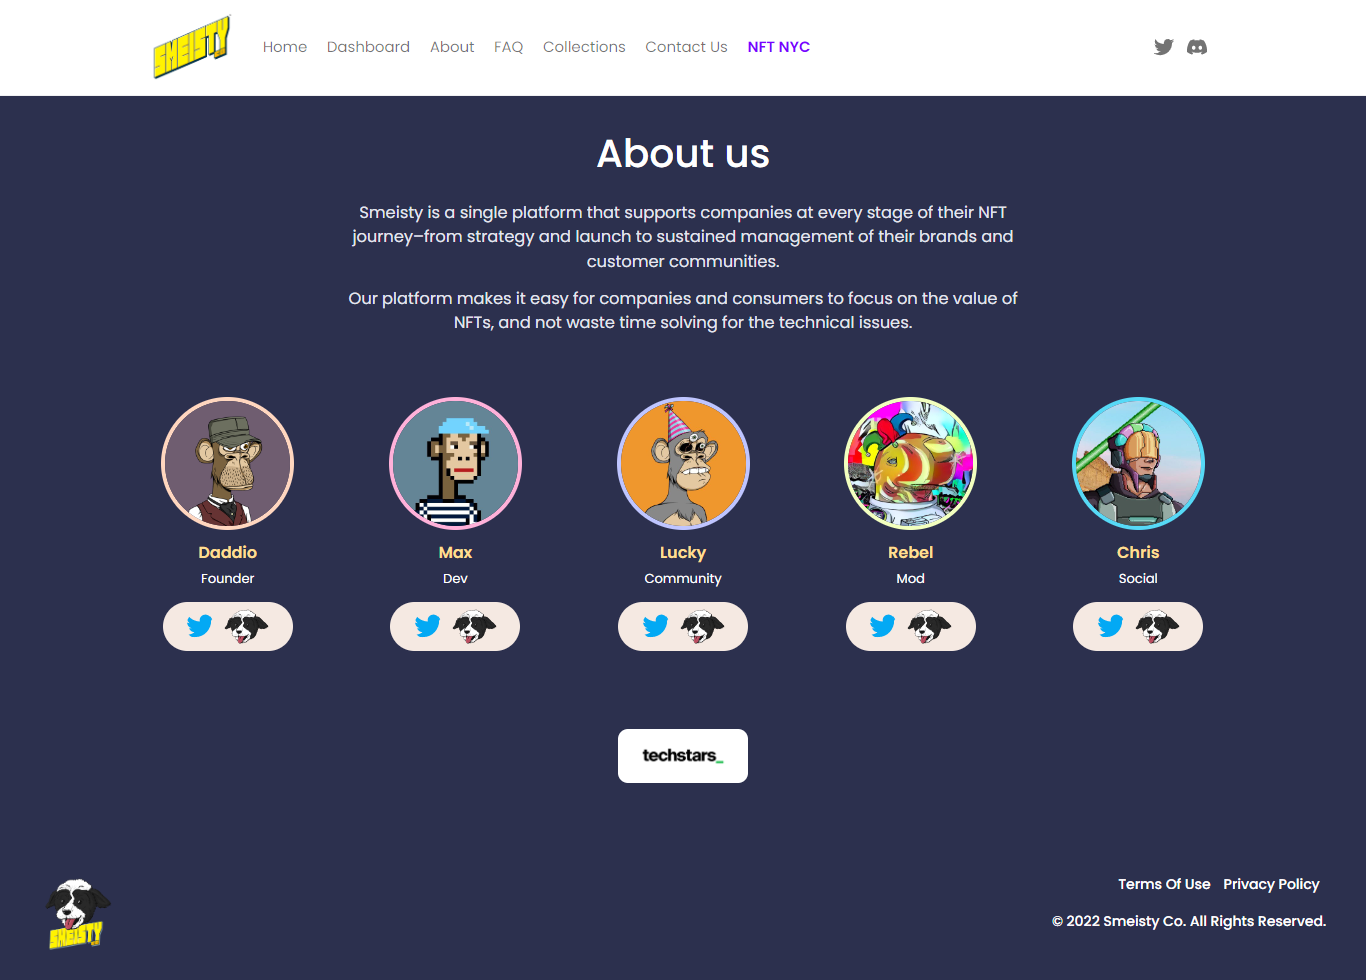 SMEISTY
Home Dashboard About FAQ Collections Contact Us NFT NYC
About us
Smeisty is a single platform that supports companies at every stage of their NFT
journey–from strategy and launch to sustained management of their brands and
customer communities.
Our platform makes it easy for companies and consumers to focus on the value of
NFTs, and not waste time solving for the technical issues.
Daddio Max Lucky Rebel Chris
Founder Dev Community Mod Social
techstars_
Terms Of Use Privacy Policy
SMEISTY
© 2022 Smeisty Co. All Rights Reserved.